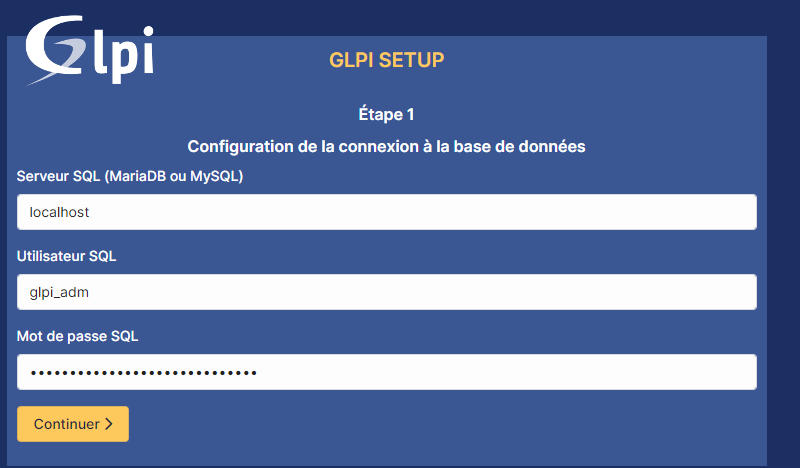 Glpi
GLPI SETUP
Étape 1
Configuration de la connexion à la base de données
Serveur SQL (MariaDB ou MySQL)
localhost
Utilisateur SQL
glpi_adm
Mot de passe SQL
•••••••••••••••••••••••••••••
Continuer